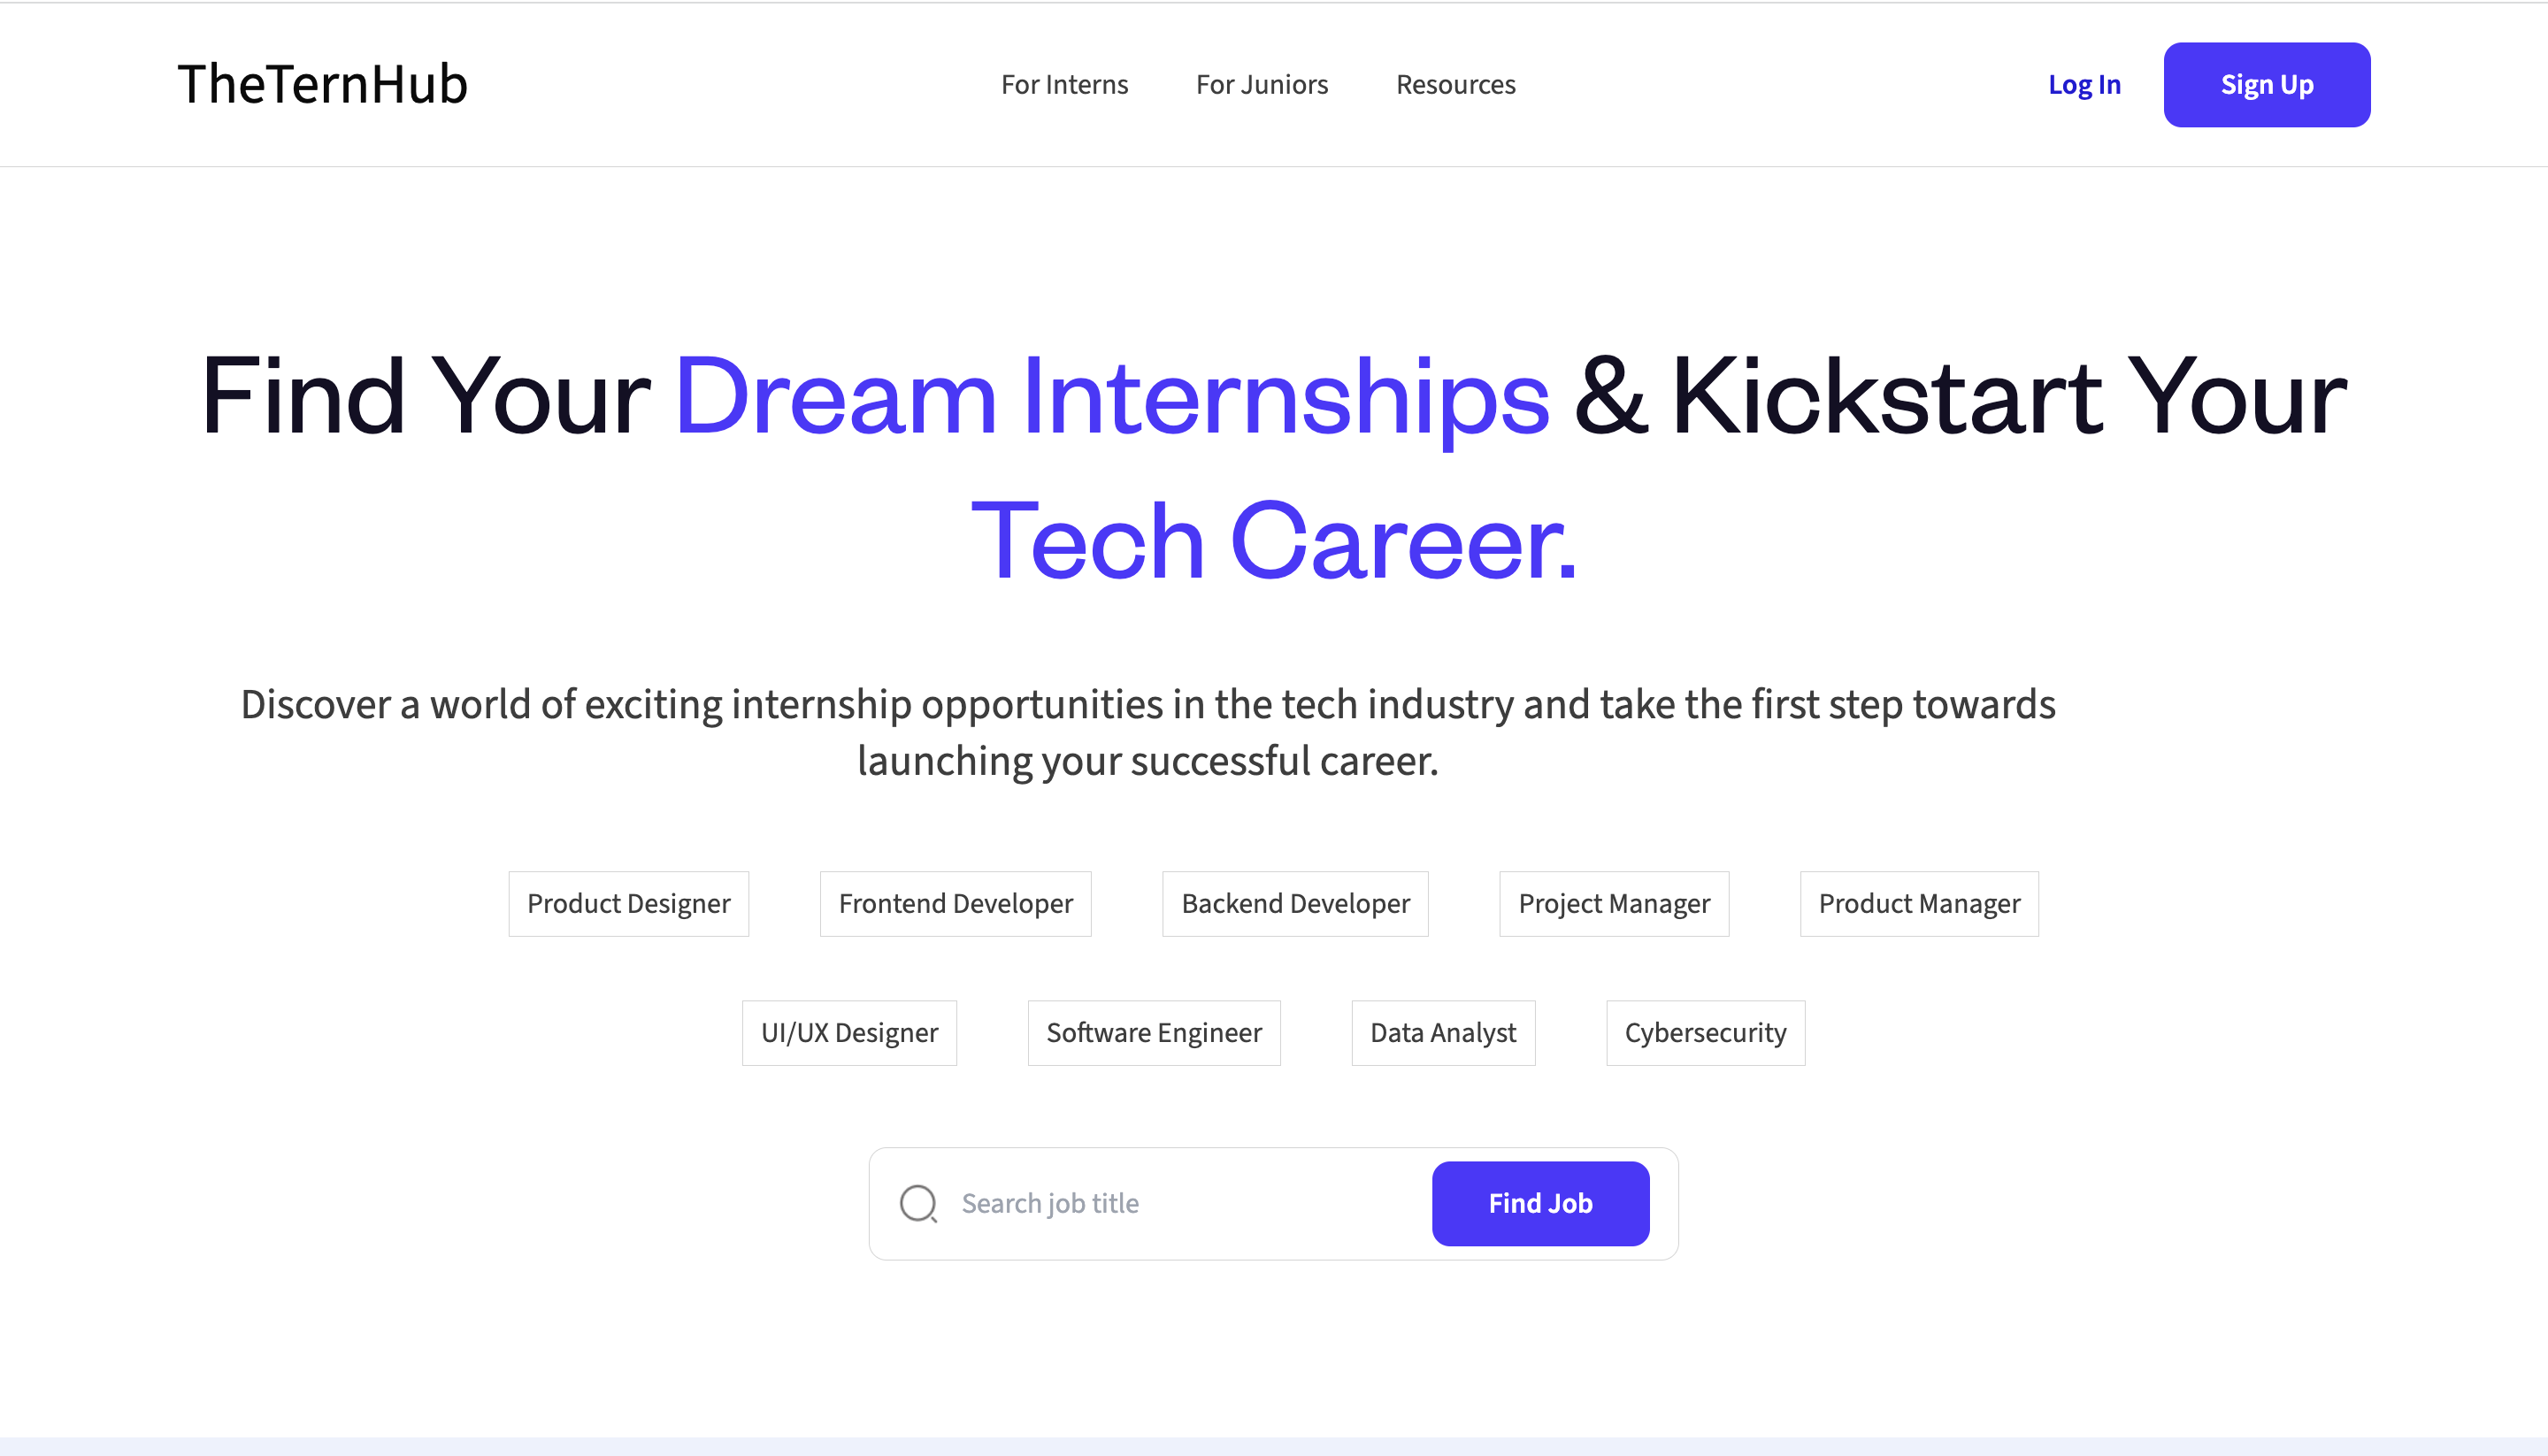 TheTernHub
For Interns
For Juniors
Resources
Log In
Sign Up
Find Your Dream Internships & Kickstart Your
Tech Career.
Discover a world of exciting internship opportunities in the tech industry and take the first step towards
launching your successful career.
Product Designer
Frontend Developer
Backend Developer
Project Manager
Product Manager
UI/UX Designer
Software Engineer
Data Analyst
Cybersecurity
Search job title
Find Job